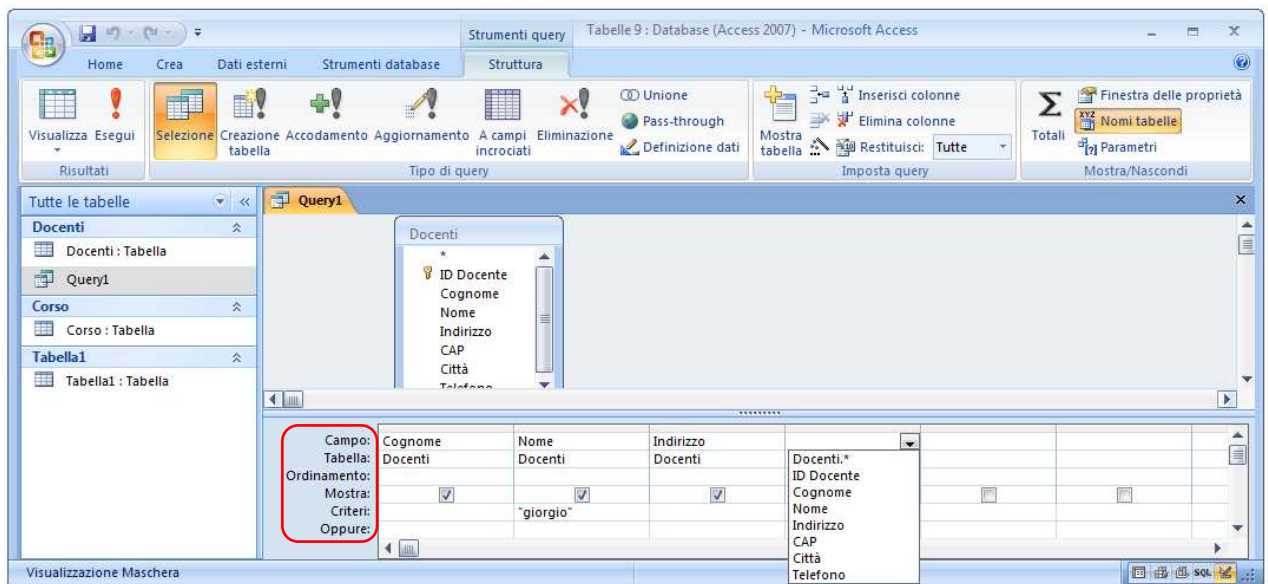 Strumenti query
Tabelle 9 : Database (Access 2007) - Microsoft Access
Home Crea Dati esterni Strumenti database Struttura
Visualizza Esegui
Risultati
Selezione Creazione tabella Accodamento Aggiornamento A campi incrociati Eliminazione
Unione
Pass-through
Definizione dati
Tipo di query
Mostra tabella
Inserisci colonne
Elimina colonne
Restituisci: Tutte
Imposta query
Totali
Finestra delle proprietà
Nomi tabelle
Parametri
Mostra/Nascondi
Tutte le tabelle
Docenti
Docenti : Tabella
Query1
Corso
Corso : Tabella
Tabella1
Tabella1 : Tabella
Query1
Docenti
*
ID Docente
Cognome
Nome
Indirizzo
CAP
Città
Telefono
Campo: Cognome Nome Indirizzo
Tabella: Docenti Docenti Docenti
Ordinamento:
Mostra:
Criteri: "giorgio"
Oppure:
Docenti.*
ID Docente
Cognome
Nome
Indirizzo
CAP
Città
Telefono
Visualizzazione Maschera
SQL